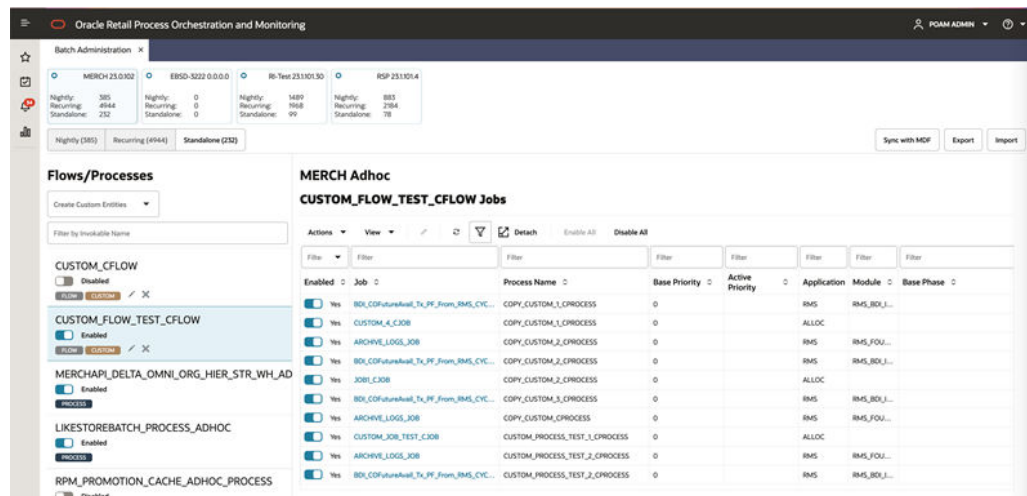 Oracle Retail Process Orchestration and Monitoring
POAM ADMIN
Batch Administration ×
MERCH 23.0.102
Nightly: 385
Recurring: 4944
Standalone: 232
EBSD-3222 0.0.0.0
Nightly: 0
Recurring: 0
Standalone: 0
RI-Test 23.1.101.30
Nightly: 1489
Recurring: 1968
Standalone: 99
RSP 23.1.101.4
Nightly: 883
Recurring: 2184
Standalone: 78
Nightly (385) Recurring (4944) Standalone (232)
Sync with MDF Export Import
Flows/Processes
Create Custom Entities
Filter by Invokable Name
CUSTOM_CFLOW
Disabled
FLOW CUSTOM
CUSTOM_FLOW_TEST_CFLOW
Enabled
FLOW CUSTOM
MERCHAPI_DELTA_OMNI_ORG_HIER_STR_WH_AD
Enabled
PROCESS
LIKESTOREBATCH_PROCESS_ADHOC
Enabled
PROCESS
RPM_PROMOTION_CACHE_ADHOC_PROCESS
Disabled
MERCH Adhoc
CUSTOM_FLOW_TEST_CFLOW Jobs
Actions View Detach Enable All Disable All
Filte Filter Filter Filter Filter Filter Filter Filter
Enabled Job Process Name Base Priority Active Priority Application Module Base Phase
Yes BDI_COFutureAvail_Tx_PF_From_RMS_CYC... COPY_CUSTOM_1_CPROCESS 0 RMS RMS_BDI_I...
Yes CUSTOM_4_CJOB COPY_CUSTOM_1_CPROCESS 0 ALLOC
Yes ARCHIVE_LOGS_JOB COPY_CUSTOM_2_CPROCESS 0 RMS RMS_FOU...
Yes BDI_COFutureAvail_Tx_PF_From_RMS_CYC... COPY_CUSTOM_2_CPROCESS 0 RMS RMS_BDI_I...
Yes JOB1_CJOB COPY_CUSTOM_2_CPROCESS 0 ALLOC
Yes BDI_COFutureAvail_Tx_PF_From_RMS_CYC... COPY_CUSTOM_3_CPROCESS 0 RMS RMS_BDI_I...
Yes ARCHIVE_LOGS_JOB COPY_CUSTOM_CPROCESS 0 RMS RMS_FOU...
Yes CUSTOM_JOB_TEST_CJOB CUSTOM_PROCESS_TEST_1_CPROCESS 0 ALLOC
Yes ARCHIVE_LOGS_JOB CUSTOM_PROCESS_TEST_2_CPROCESS 0 RMS RMS_FOU...
Yes BDI_COFutureAvail_Tx_PF_From_RMS_CYC... CUSTOM_PROCESS_TEST_2_CPROCESS 0 RMS RMS_BDI_I...